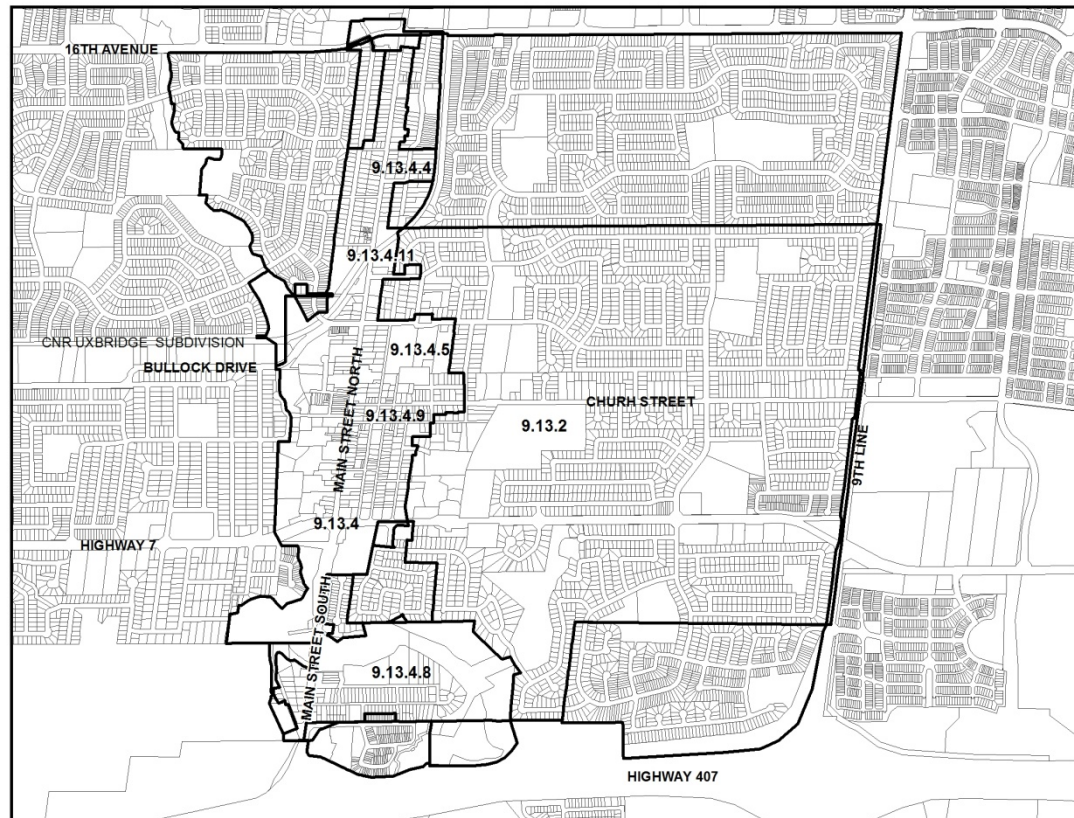 16TH AVENUE
9.13.4.4
9.13.4.11
CNR UXBRIDGE SUBDIVISION
BULLOCK DRIVE
9.13.4.5
MAIN STREET NORTH
9.13.4.9
CHURH STREET
9.13.2
9TH LINE
9.13.4
HIGHWAY 7
MAIN STREET SOUTH
9.13.4.8
HIGHWAY 407